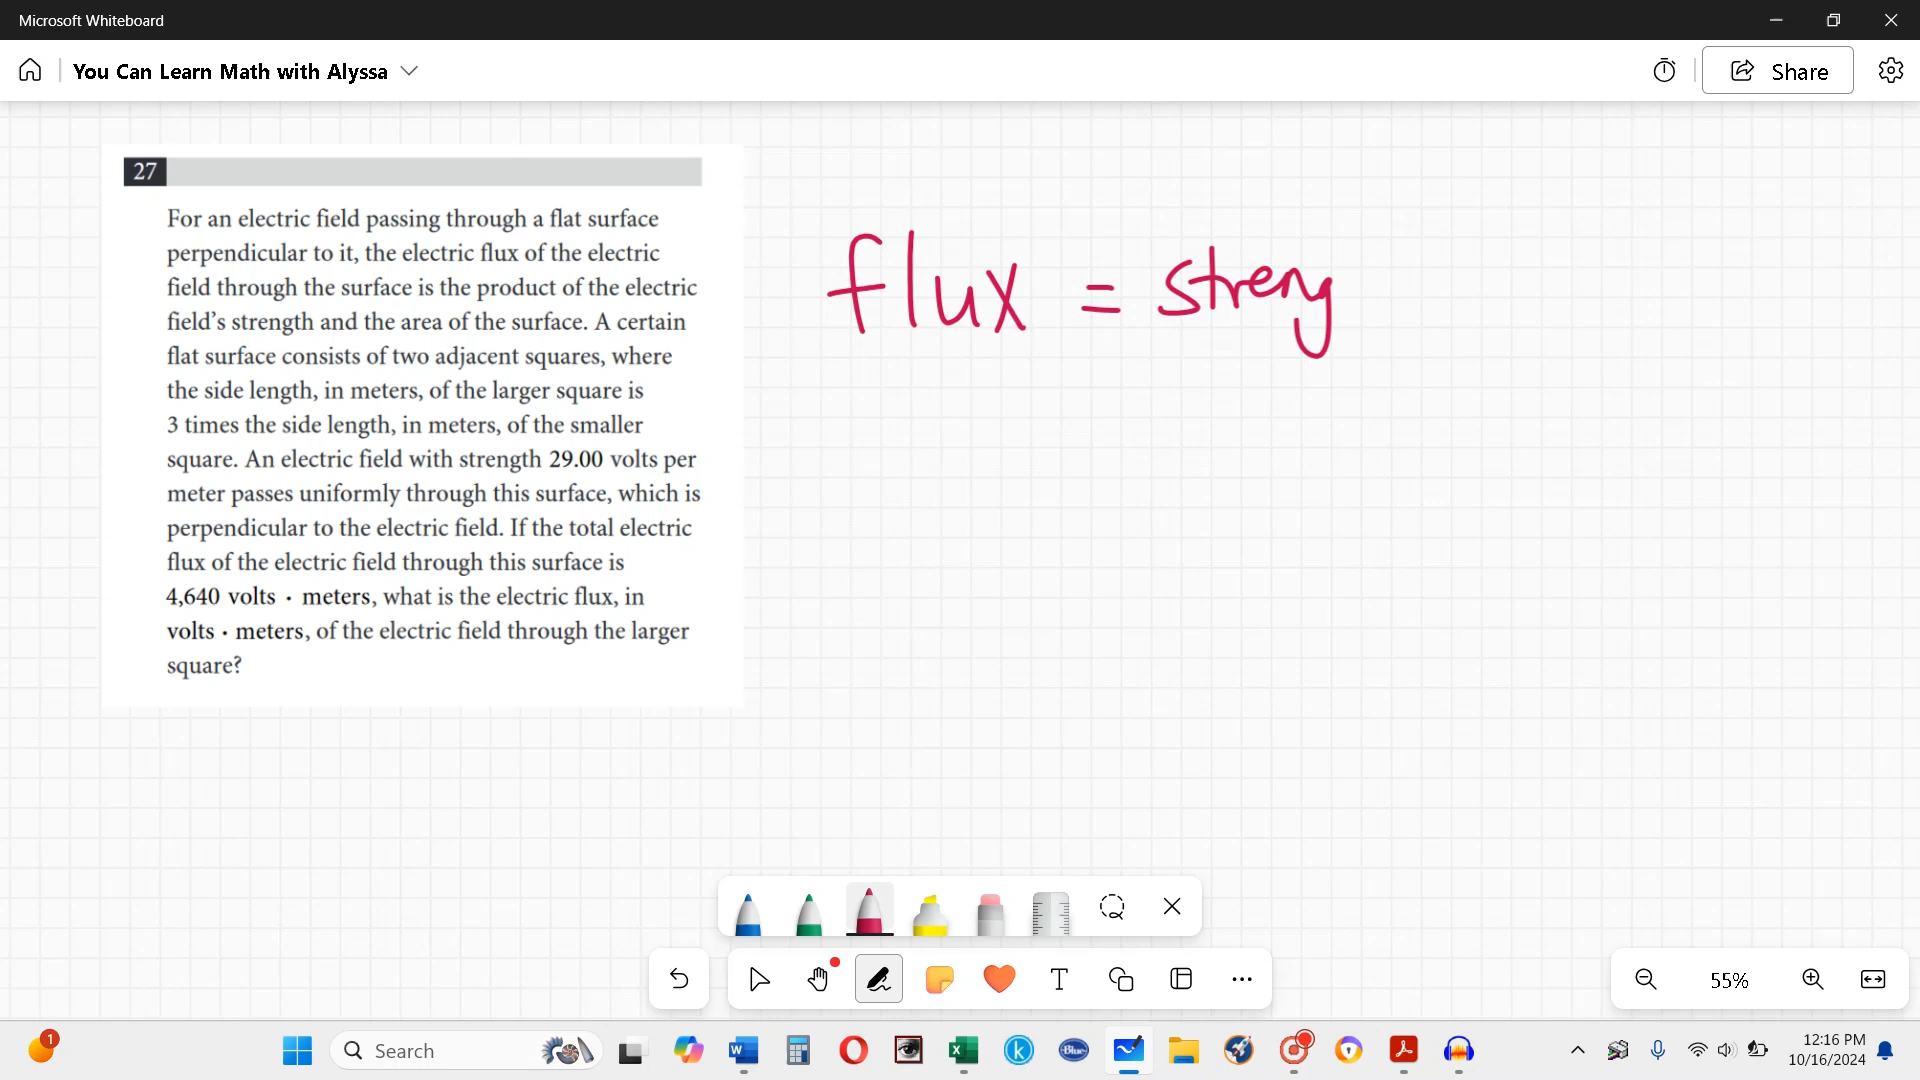 Microsoft Whiteboard
You Can Learn Math with Alyssa
Share
27
For an electric field passing through a flat surface
perpendicular to it, the electric flux of the electric
field through the surface is the product of the electric
field's strength and the area of the surface. A certain
flat surface consists of two adjacent squares, where
the side length, in meters, of the larger square is
3 times the side length, in meters, of the smaller
square. An electric field with strength 29.00 volts per
meter passes uniformly through this surface, which is
perpendicular to the electric field. If the total electric
flux of the electric field through this surface is
4,640 volts · meters, what is the electric flux, in
volts · meters, of the electric field through the larger
square?
flux = streng
T
55%
1
Search
W
X
k
Blue
12:16 PM
10/16/2024